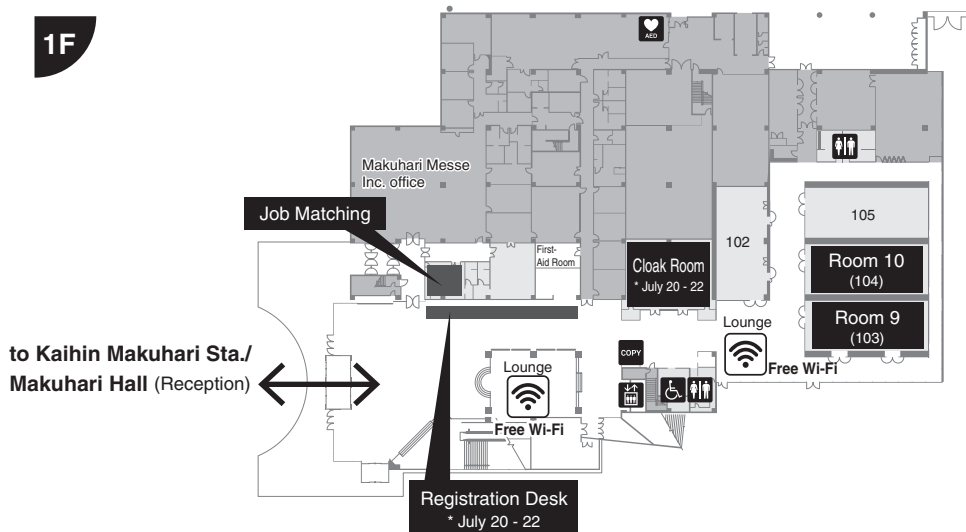 1F
AED
Makuhari Messe
Inc. office
Job Matching
First-
Aid Room
Cloak Room
* July 20 - 22
102
105
Room 10
(104)
Room 9
(103)
Lounge
Free Wi-Fi
COPY
to Kaihin Makuhari Sta./
Makuhari Hall (Reception)
Lounge
Free Wi-Fi
Registration Desk
* July 20 - 22